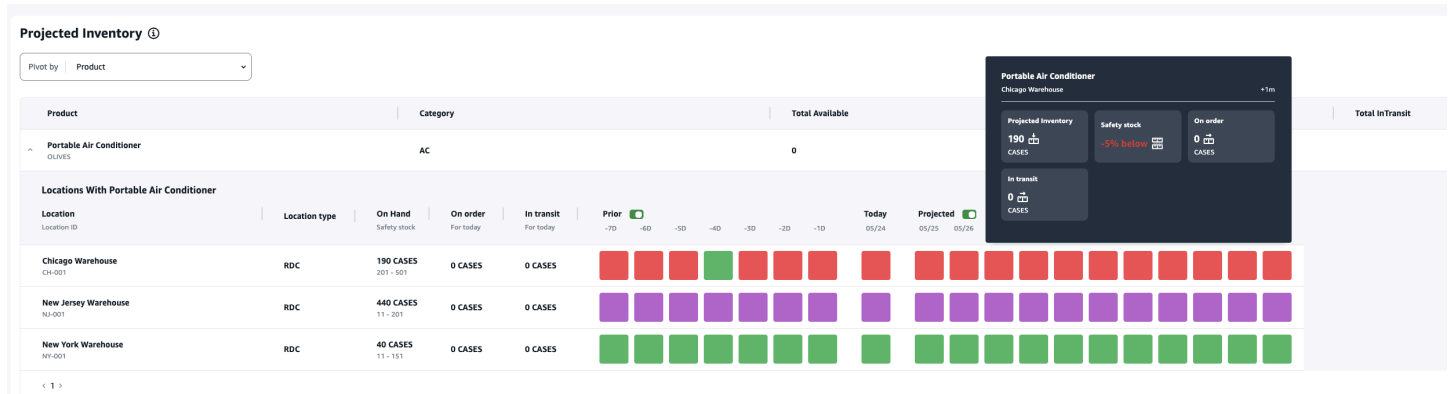 Projected Inventory
Pivot by Product
Product Category Total Available Total InTransit
Portable Air Conditioner
OLIVES
AC 0
Portable Air Conditioner
Chicago Warehouse +1m
Projected Inventory Safety stock On order
190 -5% below 0
CASES CASES
In transit
0
CASES
Locations With Portable Air Conditioner
Location Location type On Hand On order In transit Prior Today Projected
Location ID Safety stock For today For today -7D -6D -5D -4D -3D -2D -1D 05/24 05/25 05/26
Chicago Warehouse RDC 190 CASES 0 CASES 0 CASES
CH-001 201 - 501
New Jersey Warehouse RDC 440 CASES 0 CASES 0 CASES
NJ-001 11 - 201
New York Warehouse RDC 40 CASES 0 CASES 0 CASES
NY-001 11 - 151
< 1 >